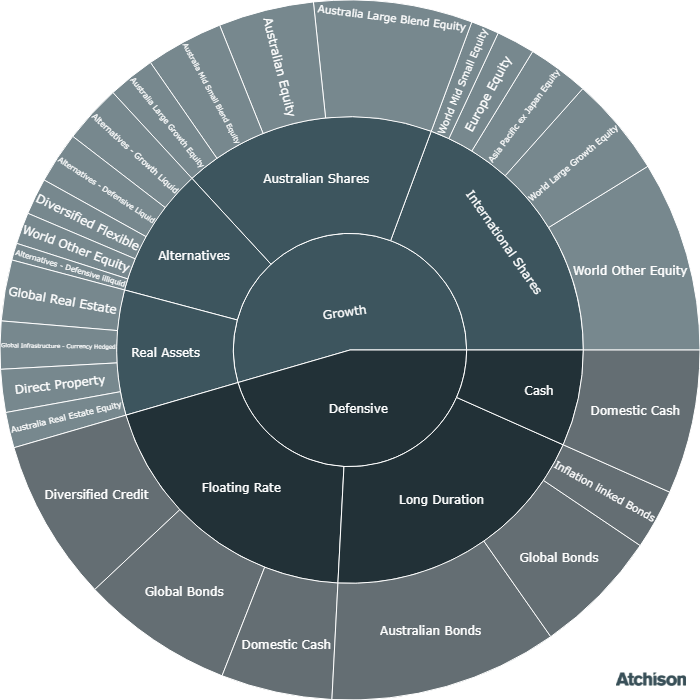 Growth
Defensive
Australian Shares
International Shares
Alternatives
Real Assets
Cash
Long Duration
Floating Rate
Australia Large Blend Equity
World Mid Small Equity
Europe Equity
Asia Pacific ex Japan Equity
World Large Growth Equity
World Other Equity
Domestic Cash
Inflation linked Bonds
Global Bonds
Australian Bonds
Domestic Cash
Global Bonds
Diversified Credit
Australia Real Estate Equity
Direct Property
Global Infrastructure - Currency Hedged
Global Real Estate
Alternatives - Defensive illiquid
World Other Equity
Diversified Flexible
Alternatives - Defensive Liquid
Alternatives - Growth Liquid
Australia Large Growth Equity
Australia Mid Small Blend Equity
Australian Equity
Atchison